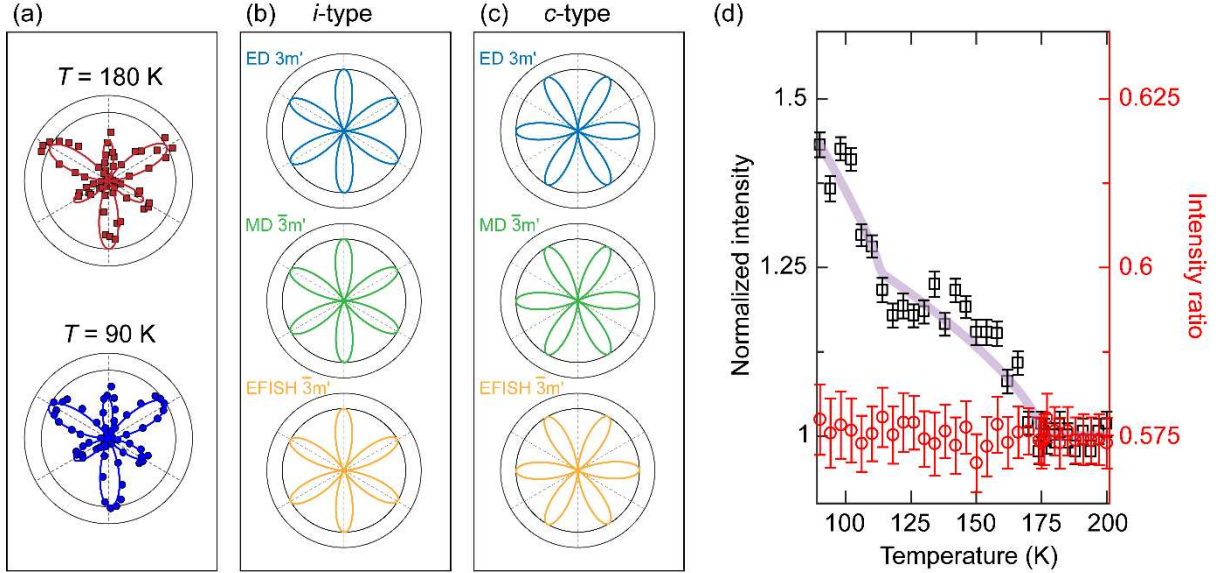 (a)
T = 180 K
T = 90 K
(b) i-type
ED 3m'
MD 3̅m'
EFISH 3̅m'
(c) c-type
ED 3m'
MD 3̅m'
EFISH 3̅m'
(d)
Normalized intensity
1.5
1.25
1
100 125 150 175 200
Temperature (K)
0.625
0.6
0.575
Intensity ratio